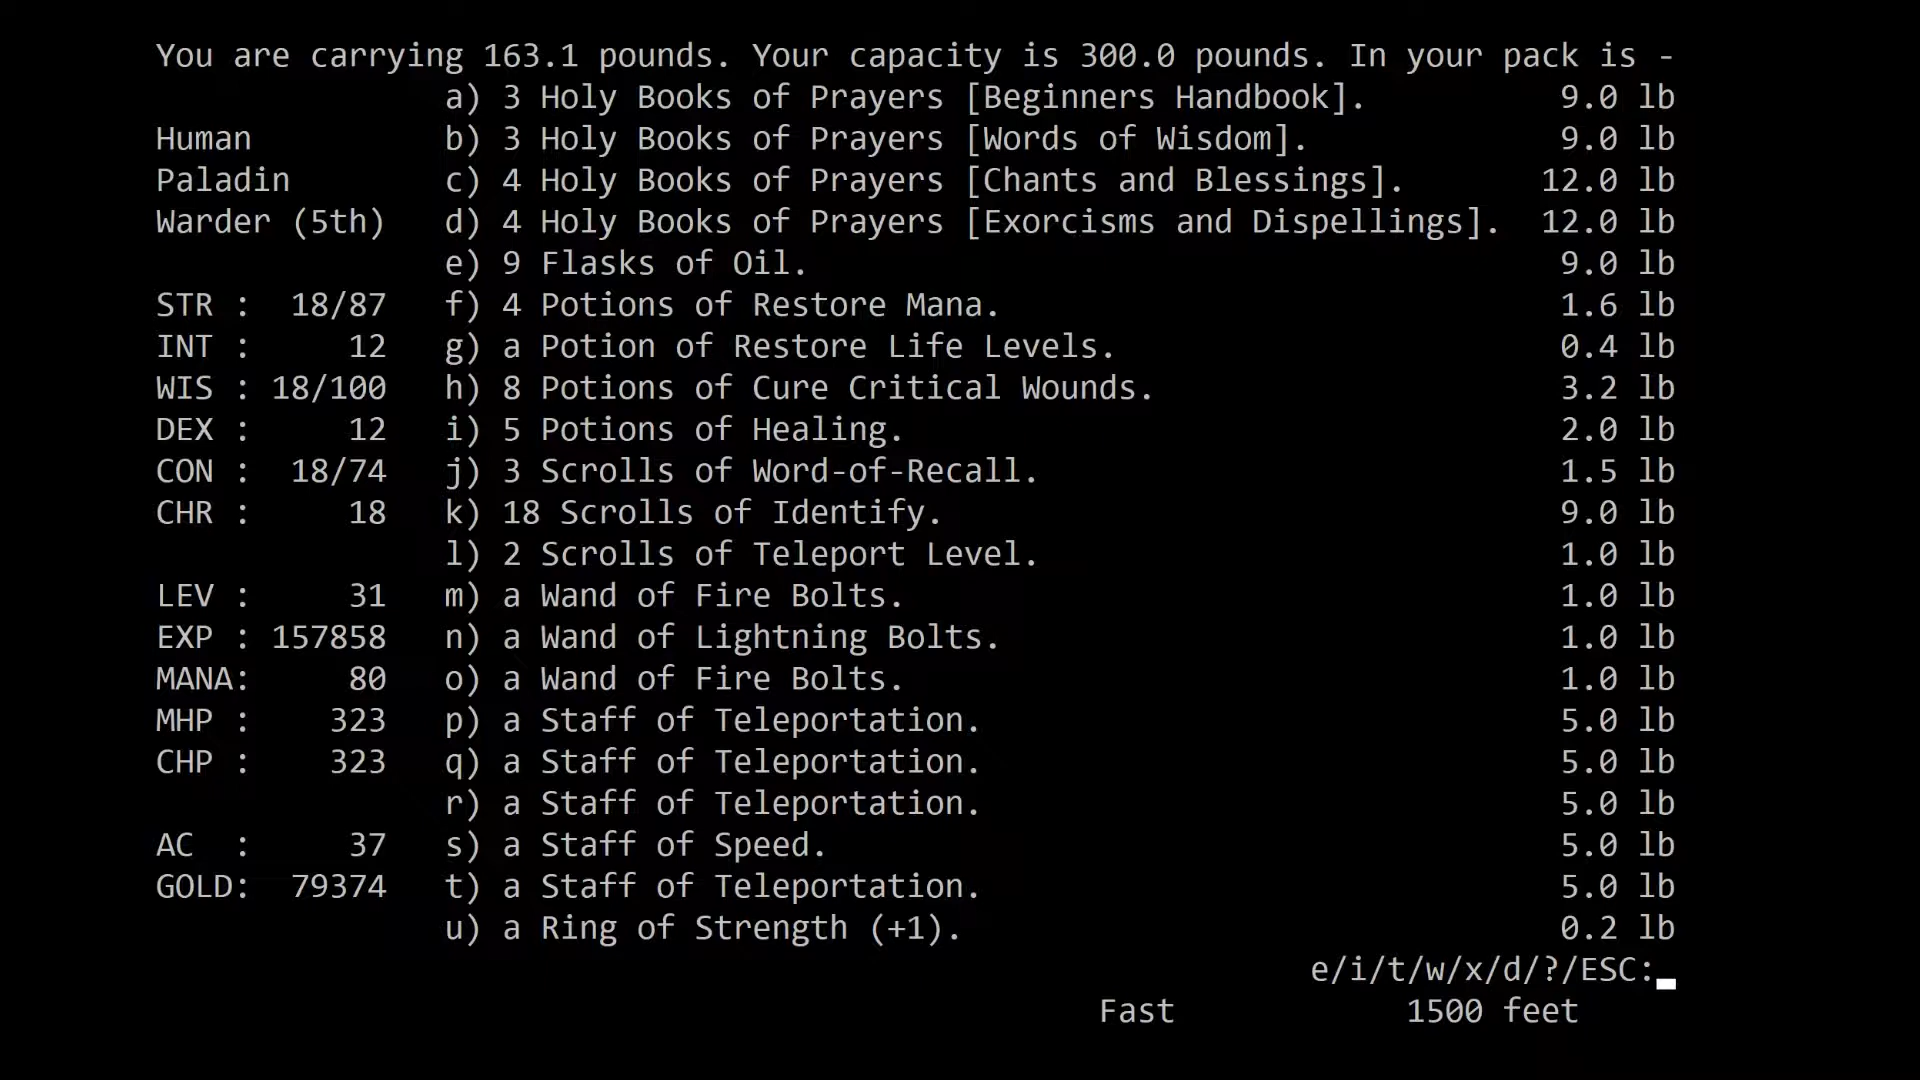 You are carrying 163.1 pounds. Your capacity is 300.0 pounds. In your pack is -
a) 3 Holy Books of Prayers [Beginners Handbook]. 9.0 lb
Human b) 3 Holy Books of Prayers [Words of Wisdom]. 9.0 lb
Paladin c) 4 Holy Books of Prayers [Chants and Blessings]. 12.0 lb
Warder (5th) d) 4 Holy Books of Prayers [Exorcisms and Dispellings]. 12.0 lb
e) 9 Flasks of Oil. 9.0 lb
STR : 18/87 f) 4 Potions of Restore Mana. 1.6 lb
INT : 12 g) a Potion of Restore Life Levels. 0.4 lb
WIS : 18/100 h) 8 Potions of Cure Critical Wounds. 3.2 lb
DEX : 12 i) 5 Potions of Healing. 2.0 lb
CON : 18/74 j) 3 Scrolls of Word-of-Recall. 1.5 lb
CHR : 18 k) 18 Scrolls of Identify. 9.0 lb
l) 2 Scrolls of Teleport Level. 1.0 lb
LEV : 31 m) a Wand of Fire Bolts. 1.0 lb
EXP : 157858 n) a Wand of Lightning Bolts. 1.0 lb
MANA: 80 o) a Wand of Fire Bolts. 1.0 lb
MHP : 323 p) a Staff of Teleportation. 5.0 lb
CHP : 323 q) a Staff of Teleportation. 5.0 lb
r) a Staff of Teleportation. 5.0 lb
AC : 37 s) a Staff of Speed. 5.0 lb
GOLD: 79374 t) a Staff of Teleportation. 5.0 lb
u) a Ring of Strength (+1). 0.2 lb
e/i/t/w/x/d/?/ESC:
Fast 1500 feet